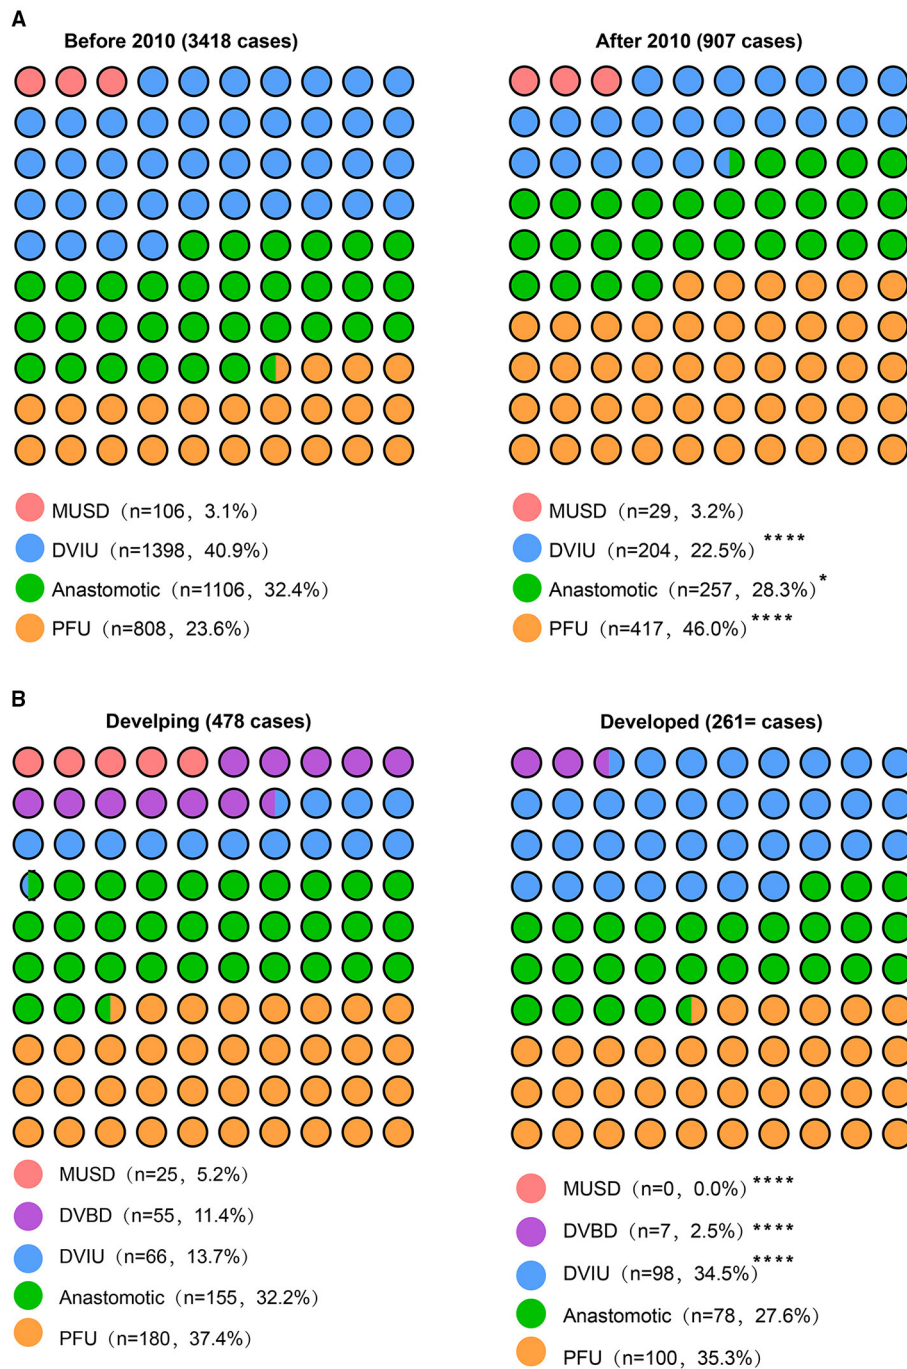 A
Before 2010 (3418 cases)
After 2010 (907 cases)
MUSD（n=106，3.1%）
DVIU（n=1398，40.9%）
Anastomotic（n=1106，32.4%）
PFU（n=808，23.6%）
MUSD（n=29，3.2%）
DVIU（n=204，22.5%）****
Anastomotic（n=257，28.3%）*
PFU（n=417，46.0%）****
B
Develping (478 cases)
Developed (261= cases)
MUSD（n=25，5.2%）
DVBD（n=55，11.4%）
DVIU（n=66，13.7%）
Anastomotic（n=155，32.2%）
PFU（n=180，37.4%）
MUSD（n=0，0.0%）****
DVBD（n=7，2.5%）****
DVIU（n=98，34.5%）****
Anastomotic（n=78，27.6%）
PFU（n=100，35.3%）